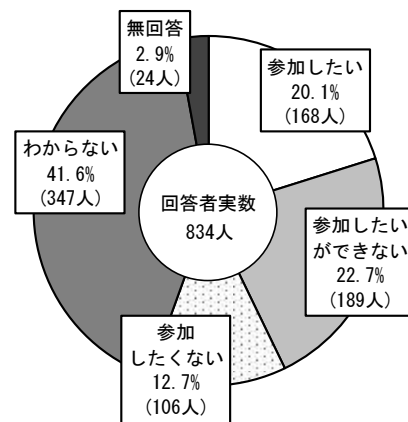 無回答
2.9%
(24人)
参加したい
20.1%
(168人)
わからない
41.6%
(347人)
回答者実数
834人
参加したい
ができない
22.7%
(189人)
参加
したくない
12.7%
(106人)